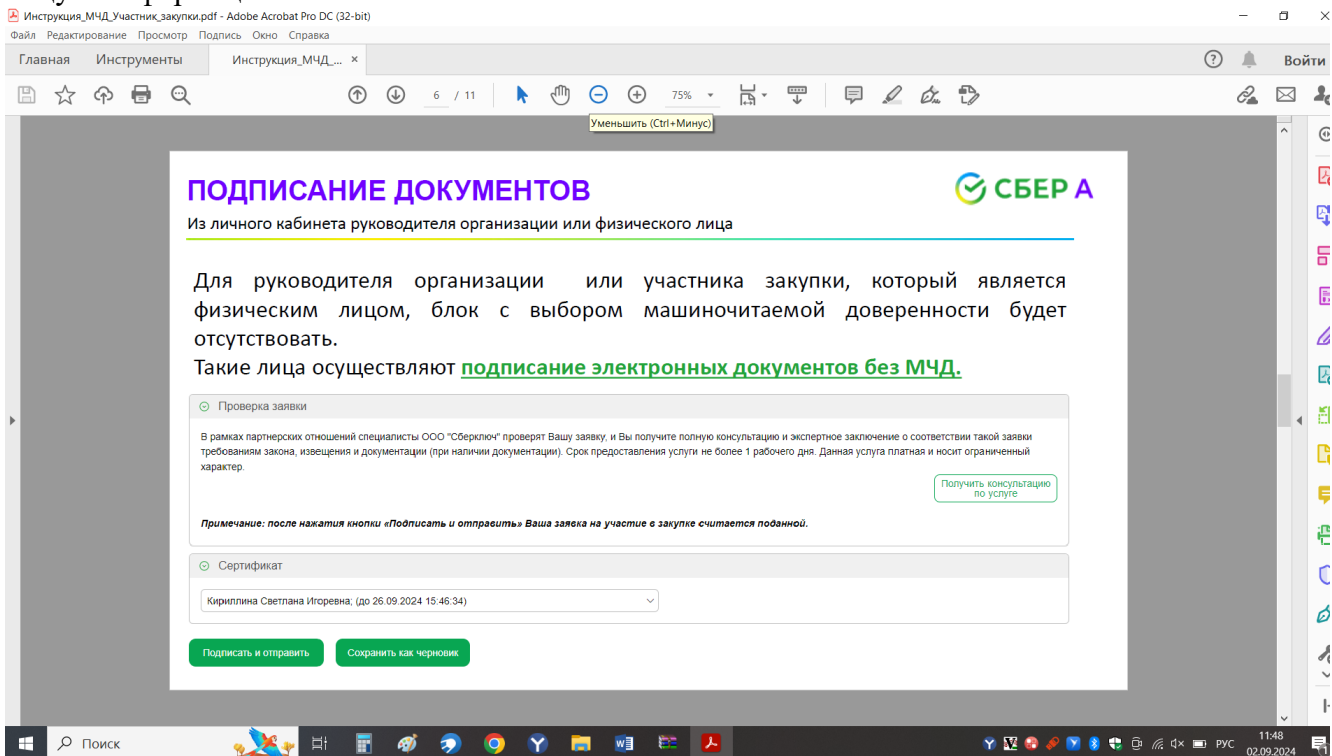 Инструкция_МЧД_Участник_закупки.pdf - Adobe Acrobat Pro DC (32-bit)
Файл Редактирование Просмотр Подпись Окно Справка
Главная Инструменты Инструкция_МЧД_... × Войти
6 / 11 75%
Уменьшить (Ctrl+Минус)
ПОДПИСАНИЕ ДОКУМЕНТОВ
СБЕР А
Из личного кабинета руководителя организации или физического лица
Для руководителя организации или участника закупки, который является
физическим лицом, блок с выбором машиночитаемой доверенности будет
отсутствовать.
Такие лица осуществляют подписание электронных документов без МЧД.
Проверка заявки
В рамках партнерских отношений специалисты ООО "Сберключ" проверят Вашу заявку, и Вы получите полную консультацию и экспертное заключение о соответствии такой заявки
требованиям закона, извещения и документации (при наличии документации). Срок предоставления услуги не более 1 рабочего дня. Данная услуга платная и носит ограниченный
характер.
Получить консультацию
по услуге
Примечание: после нажатия кнопки «Подписать и отправить» Ваша заявка на участие в закупке считается поданной.
Сертификат
Кириллина Светлана Игоревна; (до 26.09.2024 15:46:34)
Подписать и отправить Сохранить как черновик
Поиск
РУС
11:48
02.09.2024